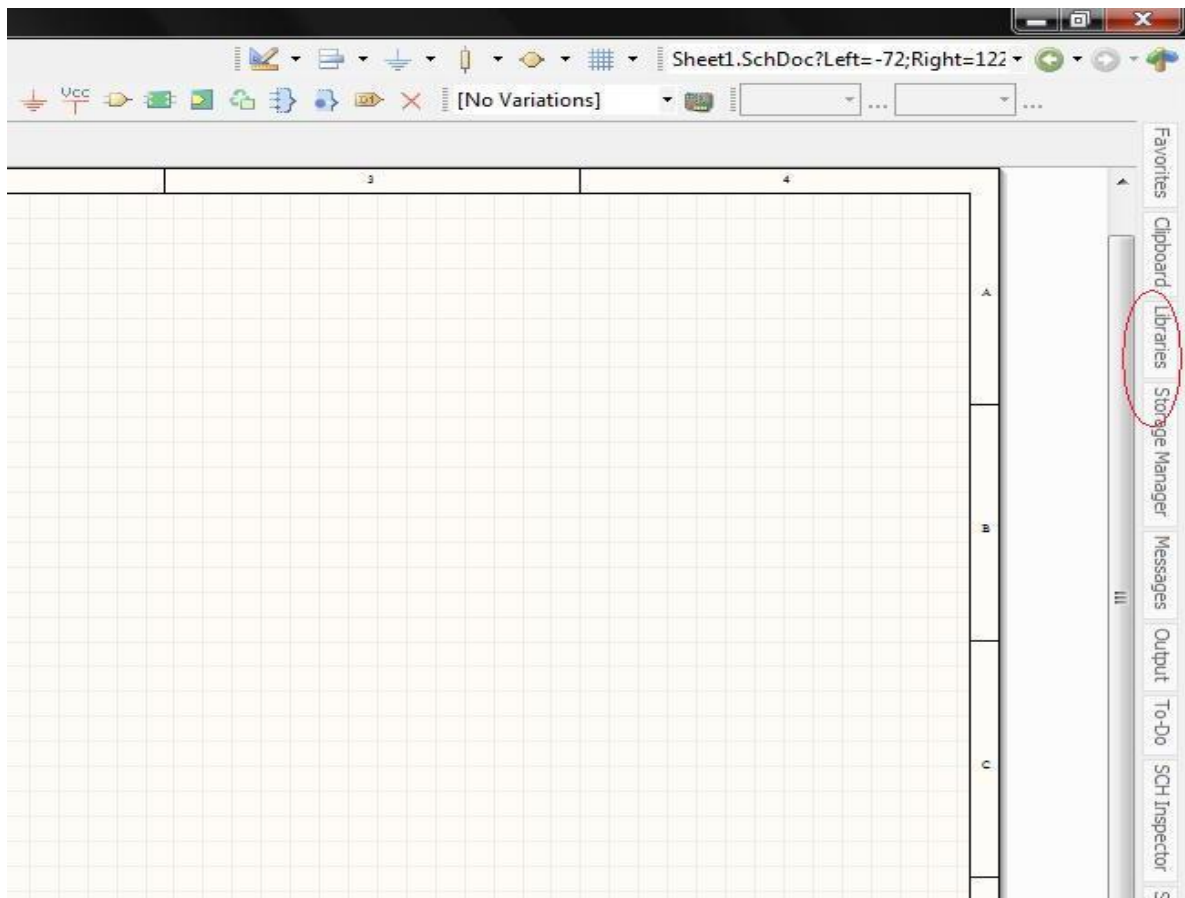 Sheet1.SchDoc?Left=-72;Right=122
Vcc
D1
[No Variations]
...
...
3
4
A
B
C
Favorites
Clipboard
Libraries
Storage Manager
Messages
Output
To-Do
SCH Inspector
S